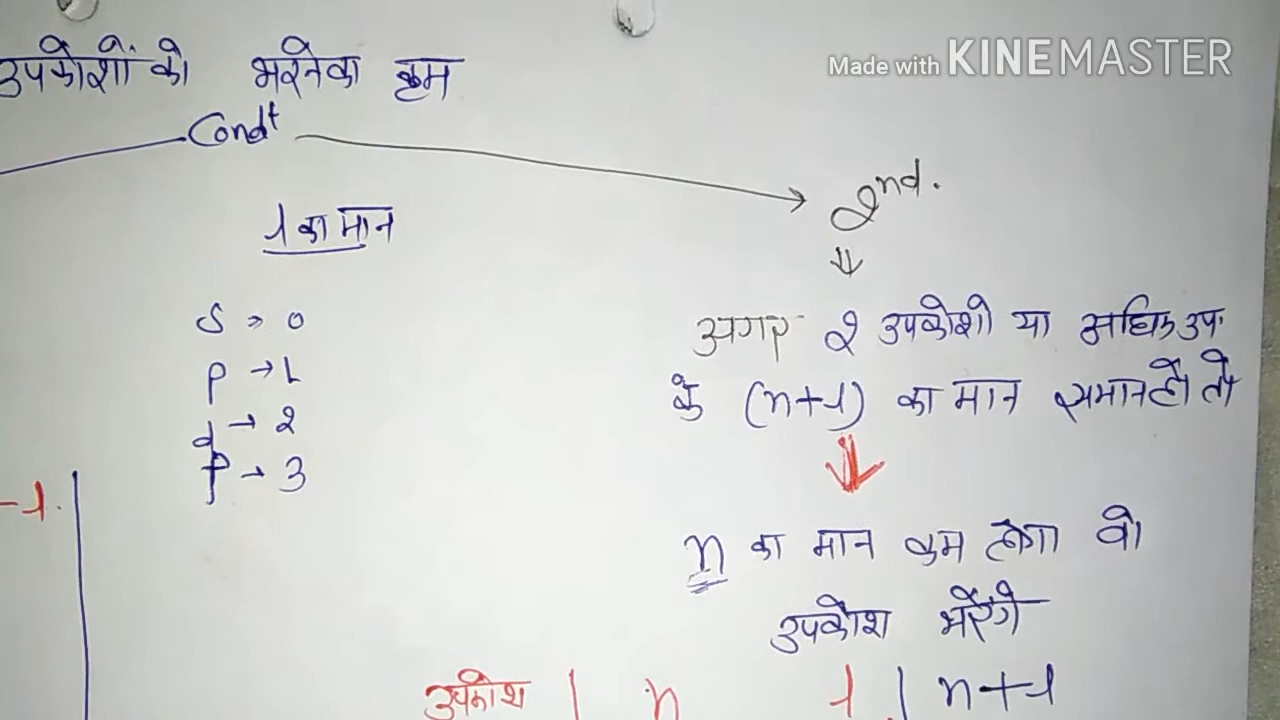 उपकोशों को भरने का क्रम
Made with KINEMASTER
Condt
2nd.
l का मान
s → 0
p → 1
d → 2
f → 3
अगर 2 उपकोशो या अधिक उप
के (n+l) का मान समान हो तो
-l.
n का मान कम होगा वो
उपकोश भरेंगे
उपकोश | n l | n+l